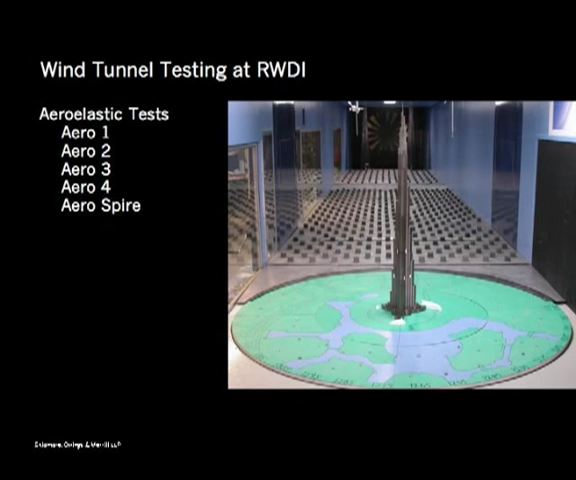 Wind Tunnel Testing at RWDI
Aeroelastic Tests
Aero 1
Aero 2
Aero 3
Aero 4
Aero Spire
Skidmore, Owings & Merrill LLP